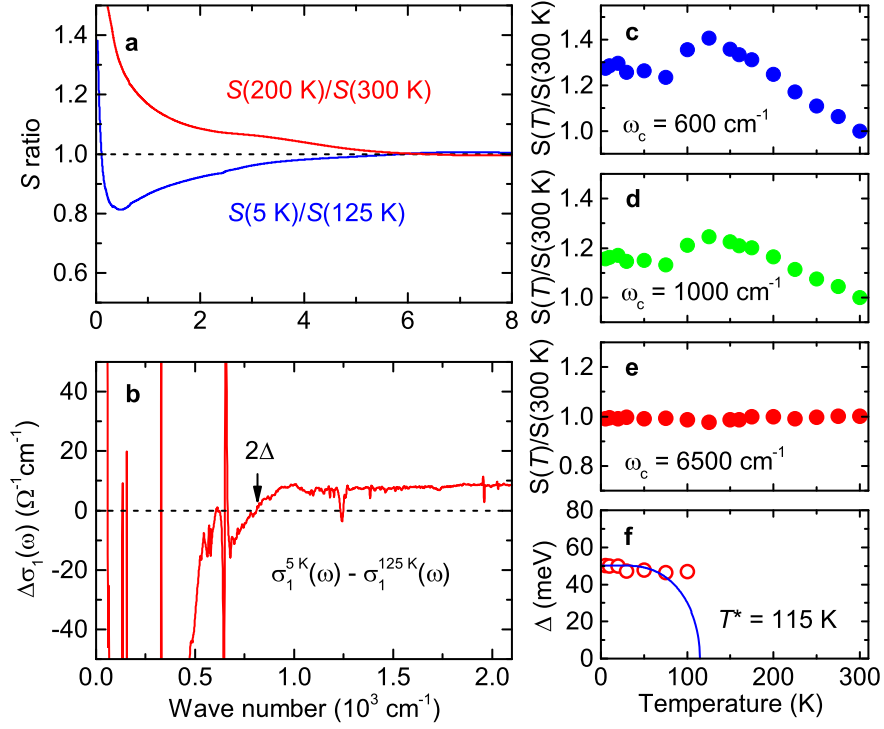 a
1.4
1.2
1.0
0.8
0.6
S ratio
S(200 K)/S(300 K)
S(5 K)/S(125 K)
0 2 4 6 8
b
40
20
0
-20
-40
Δσ₁(ω) (Ω⁻¹cm⁻¹)
2Δ
σ₁⁵ ᴷ(ω) - σ₁¹²⁵ ᴷ(ω)
0.0 0.5 1.0 1.5 2.0
Wave number (10³ cm⁻¹)
c
1.4
1.2
1.0
S(T)/S(300 K)
ω_c = 600 cm⁻¹
d
1.4
1.2
1.0
S(T)/S(300 K)
ω_c = 1000 cm⁻¹
e
1.2
1.0
0.8
S(T)/S(300 K)
ω_c = 6500 cm⁻¹
f
80
60
40
20
0
Δ (meV)
T* = 115 K
0 100 200 300
Temperature (K)